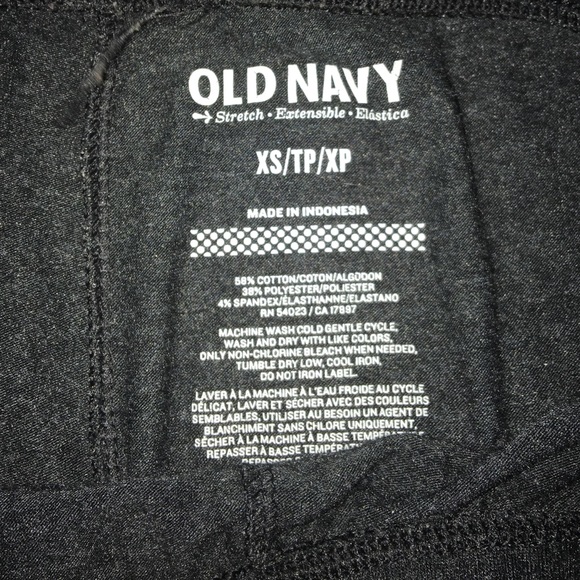 OLD NAVY
Stretch • Extensible • Elástica
XS/TP/XP
MADE IN INDONESIA
58% COTTON/COTON/ALGODON
38% POLYESTER/POLIESTER
4% SPANDEX/ÉLASTHANNE/ELASTANO
RN 54023 / CA 17897
MACHINE WASH COLD GENTLE CYCLE,
WASH AND DRY WITH LIKE COLORS,
ONLY NON-CHLORINE BLEACH WHEN NEEDED,
TUMBLE DRY LOW, COOL IRON,
DO NOT IRON LABEL.
LAVER À LA MACHINE À L'EAU FROIDE AU CYCLE
DÉLICAT, LAVER ET SÉCHER AVEC DES COULEURS
SEMBLABLES, UTILISER AU BESOIN UN AGENT DE
BLANCHIMENT SANS CHLORE UNIQUEMENT,
SÉCHER À LA MACHINE À BASSE TEMPÉRATURE
REPASSER À BASSE TEMPÉRAT
REPASSER